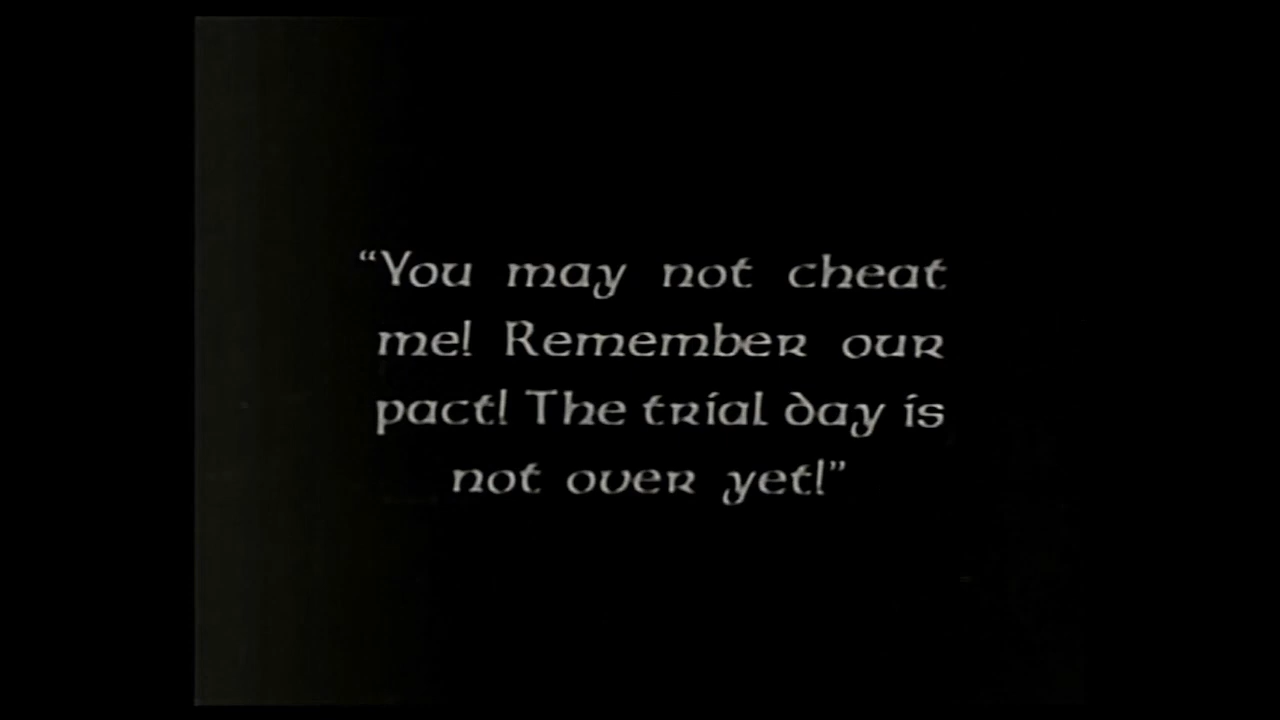 “You may not cheat
me! Remember our
pact! The trial day is
not over yet!”